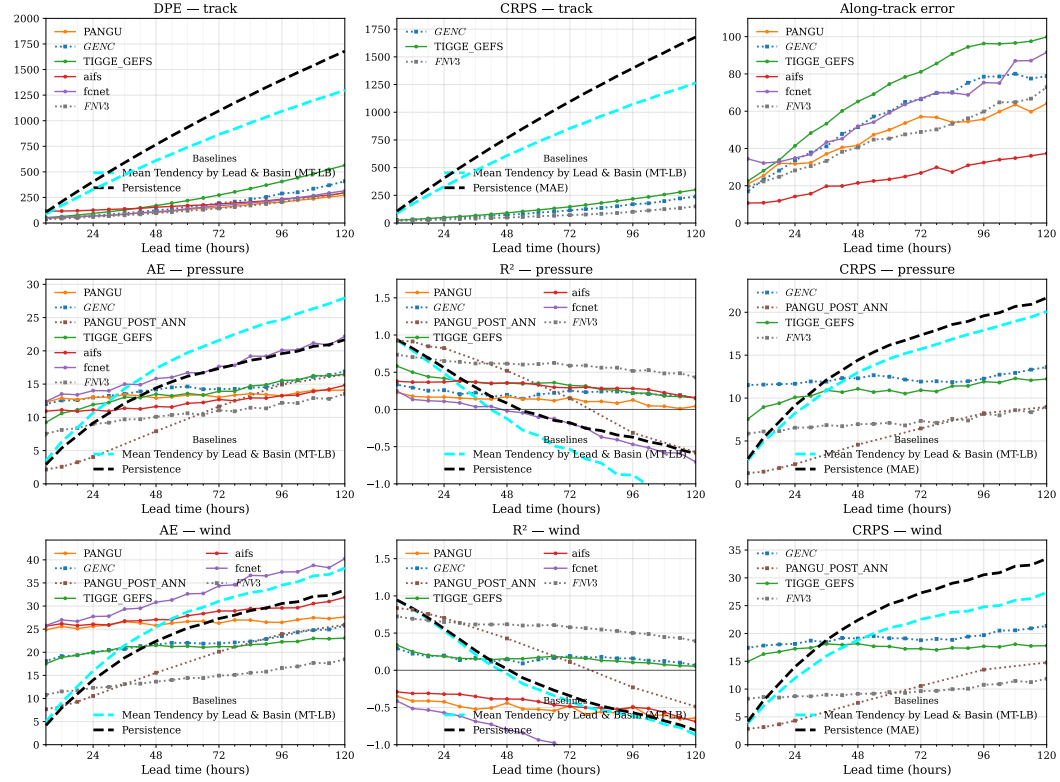 DPE — track
2000
1750
1500
1250
1000
750
500
250
0
PANGU
GENC
TIGGE_GEFS
aifs
fcnet
FNV3
Baselines
Mean Tendency by Lead & Basin (MT-LB)
Persistence
24 48 72 96 120
Lead time (hours)
CRPS — track
1750
1500
1250
1000
750
500
250
0
GENC
TIGGE_GEFS
FNV3
Baselines
Mean Tendency by Lead & Basin (MT-LB)
Persistence (MAE)
24 48 72 96 120
Lead time (hours)
Along-track error
100
80
60
40
20
0
PANGU
GENC
TIGGE_GEFS
aifs
fcnet
FNV3
24 48 72 96 120
Lead time (hours)
AE — pressure
30
25
20
15
10
5
0
PANGU
GENC
PANGU_POST_ANN
TIGGE_GEFS
aifs
fcnet
FNV3
Baselines
Mean Tendency by Lead & Basin (MT-LB)
Persistence
24 48 72 96 120
Lead time (hours)
R² — pressure
1.5
1.0
0.5
0.0
−0.5
−1.0
PANGU
GENC
PANGU_POST_ANN
TIGGE_GEFS
aifs
fcnet
FNV3
Baselines
Mean Tendency by Lead & Basin (MT-LB)
Persistence
24 48 72 96 120
Lead time (hours)
CRPS — pressure
20
15
10
5
0
GENC
PANGU_POST_ANN
TIGGE_GEFS
FNV3
Baselines
Mean Tendency by Lead & Basin (MT-LB)
Persistence (MAE)
24 48 72 96 120
Lead time (hours)
AE — wind
40
35
30
25
20
15
10
5
0
PANGU
GENC
PANGU_POST_ANN
TIGGE_GEFS
aifs
fcnet
FNV3
Baselines
Mean Tendency by Lead & Basin (MT-LB)
Persistence
24 48 72 96 120
Lead time (hours)
R² — wind
1.5
1.0
0.5
0.0
−0.5
−1.0
PANGU
GENC
PANGU_POST_ANN
TIGGE_GEFS
aifs
fcnet
FNV3
Baselines
Mean Tendency by Lead & Basin (MT-LB)
Persistence
24 48 72 96 120
Lead time (hours)
CRPS — wind
35
30
25
20
15
10
5
0
GENC
PANGU_POST_ANN
TIGGE_GEFS
FNV3
Baselines
Mean Tendency by Lead & Basin (MT-LB)
Persistence (MAE)
24 48 72 96 120
Lead time (hours)